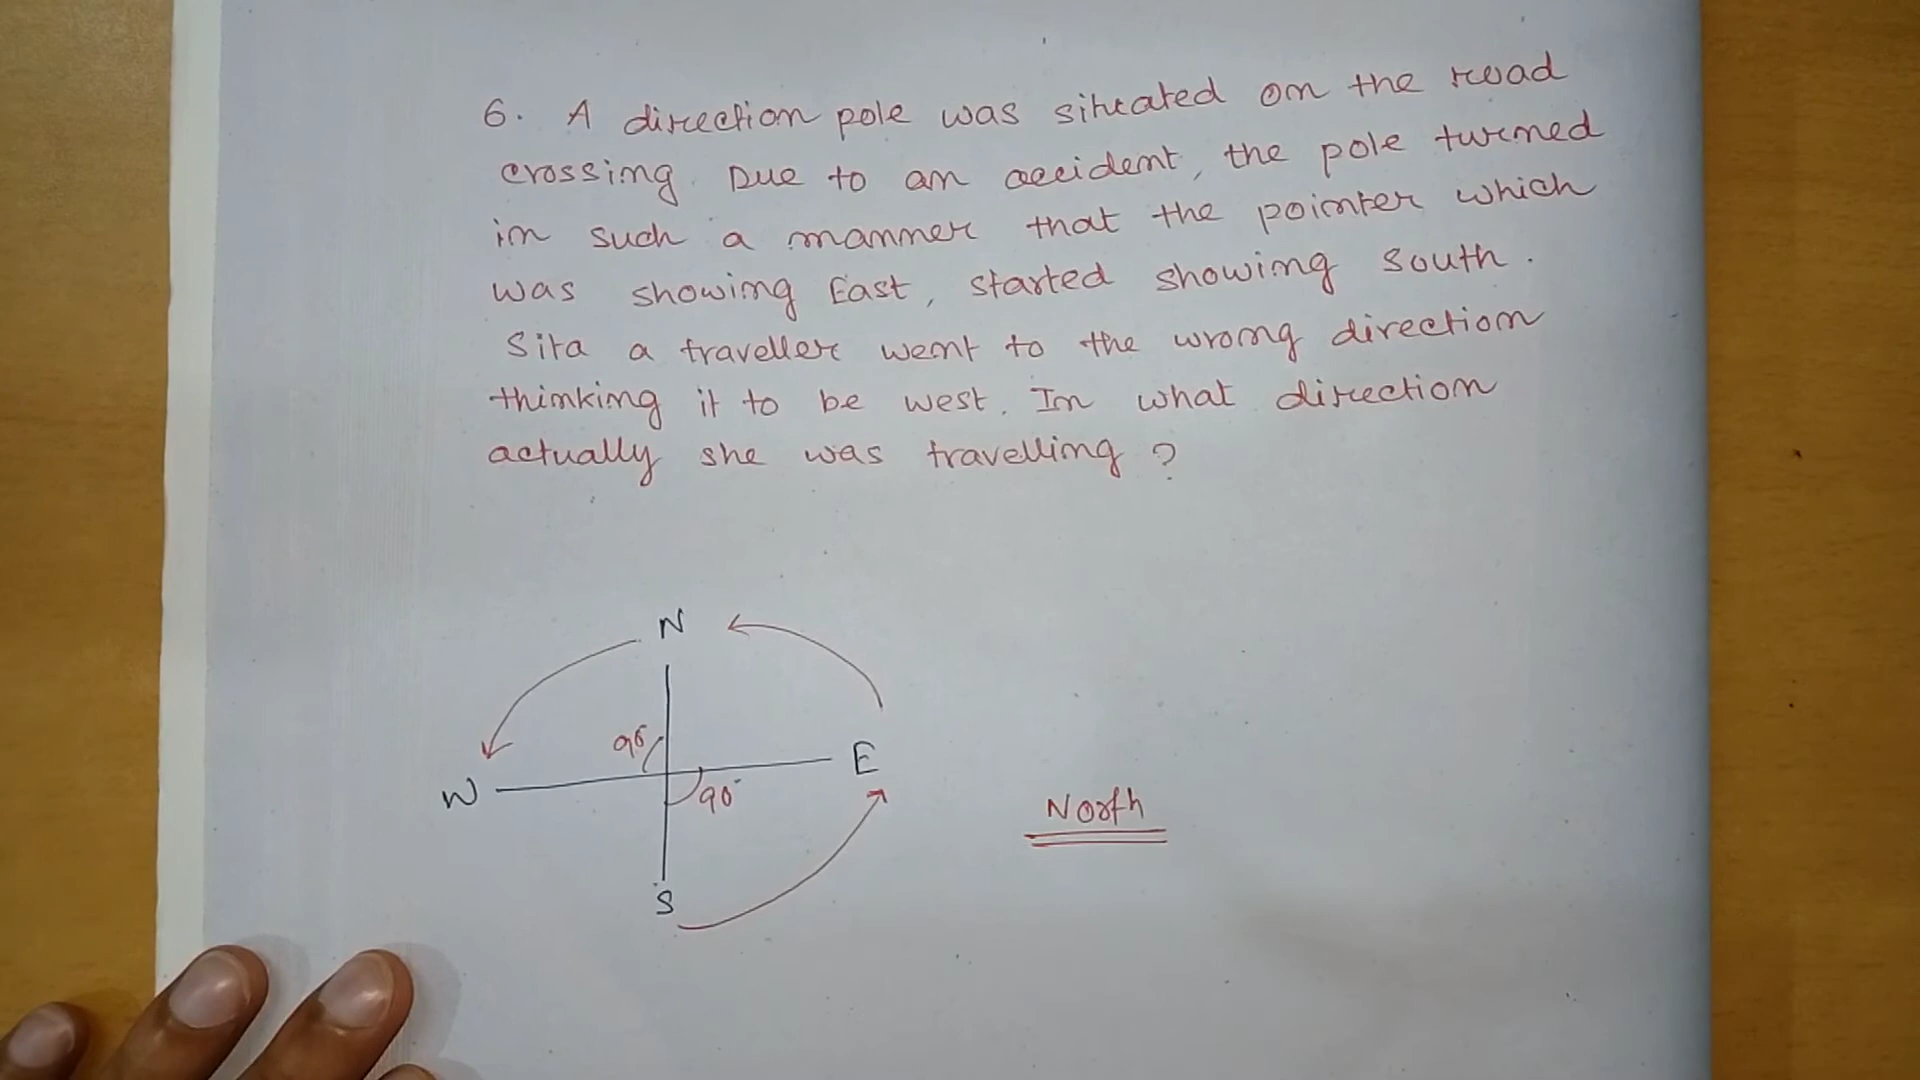 6. A direction pole was situated on the road
crossing. Due to an accident, the pole turned
in such a manner that the pointer which
was showing East, started showing South.
Sita a traveller went to the wrong direction
thinking it to be west. In what direction
actually she was travelling ?
N
90°
W
E
90°
North
S